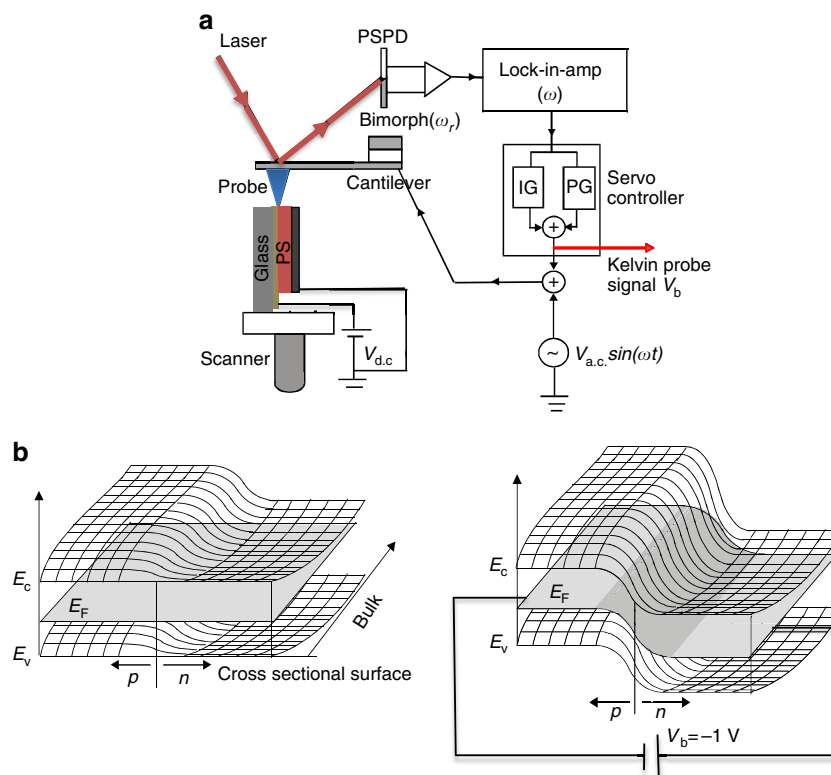 a
Laser
PSPD
Lock-in-amp
(ω)
Bimorph(ωr)
Probe
Cantilever
IG
PG
Servo
controller
+
Glass
PS
Kelvin probe
signal Vb
+
Scanner
Vd.c
~
Va.c.sin(ωt)
b
Ec
EF
Ev
Bulk
p
n
Cross sectional surface
Ec
EF
Ev
p
n
Vb=−1 V